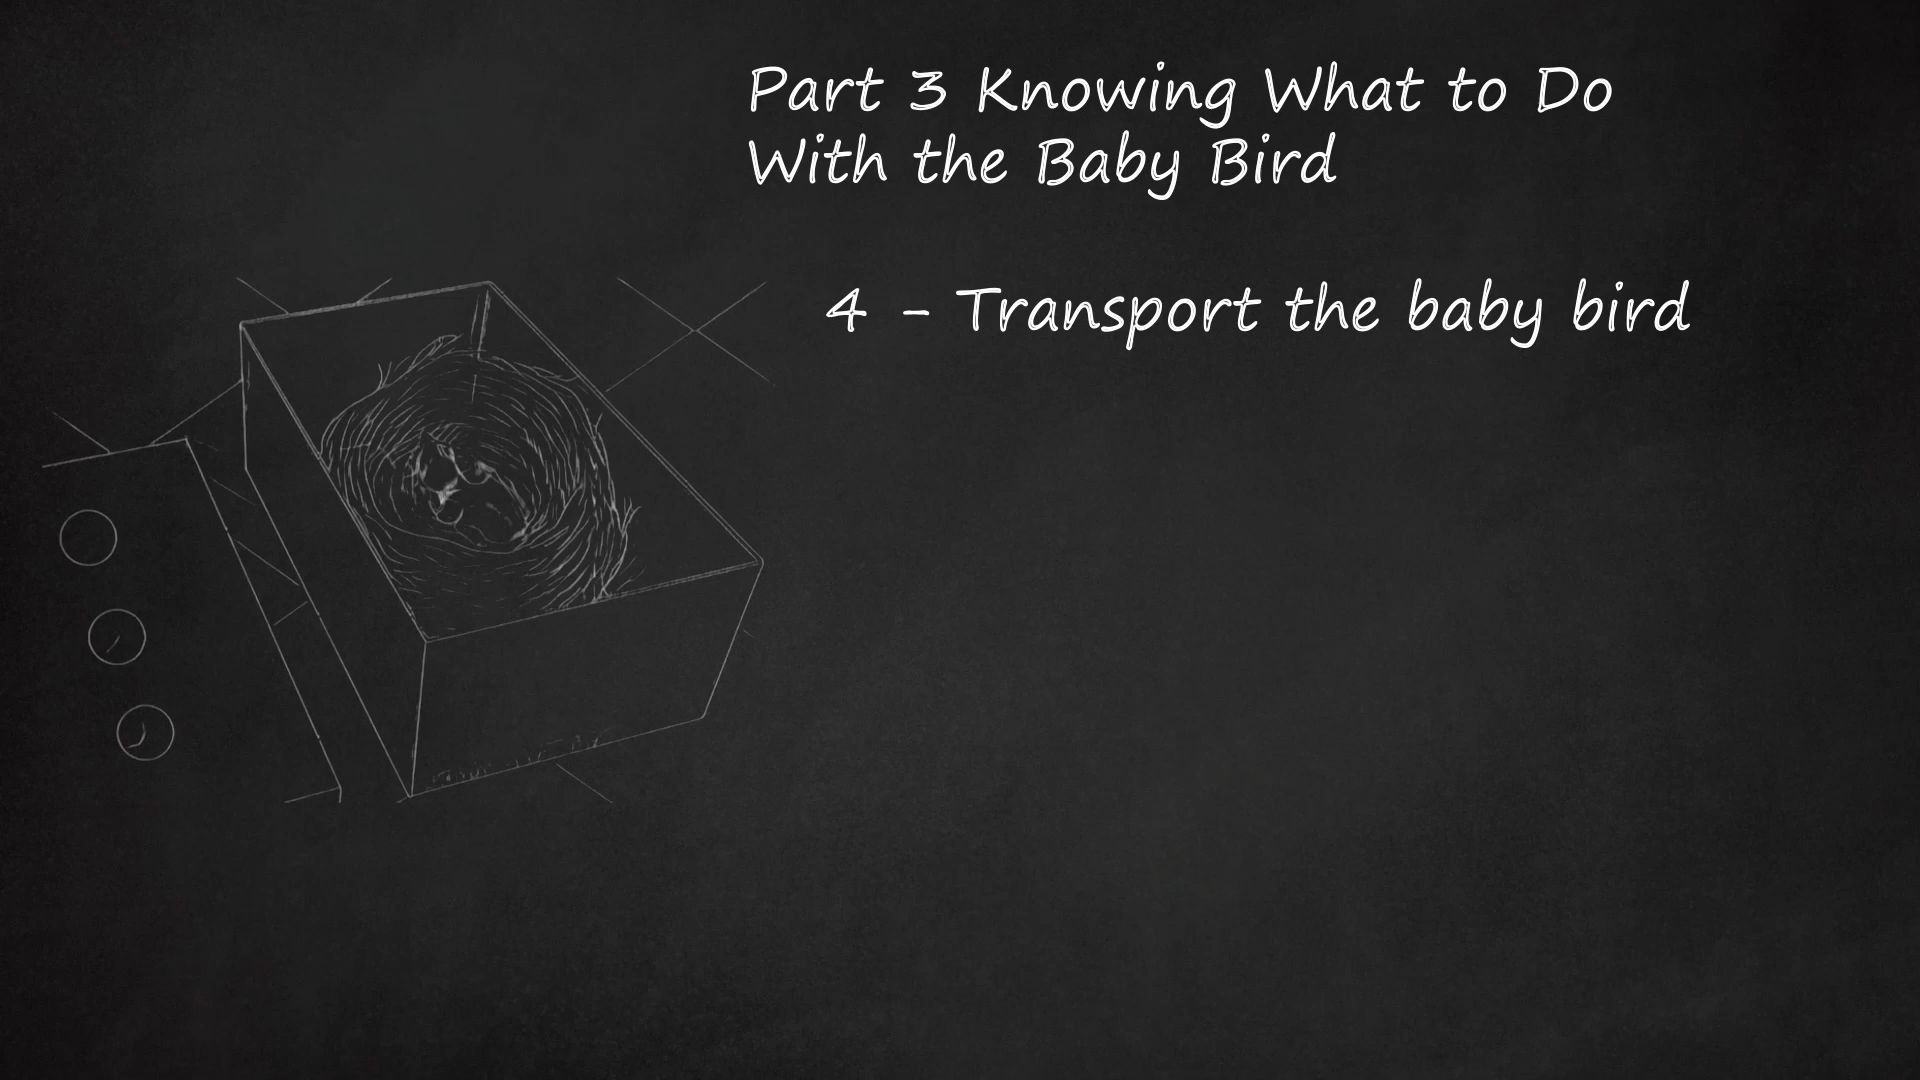 Part 3 Knowing What to Do
With the Baby Bird
4 - Transport the baby bird